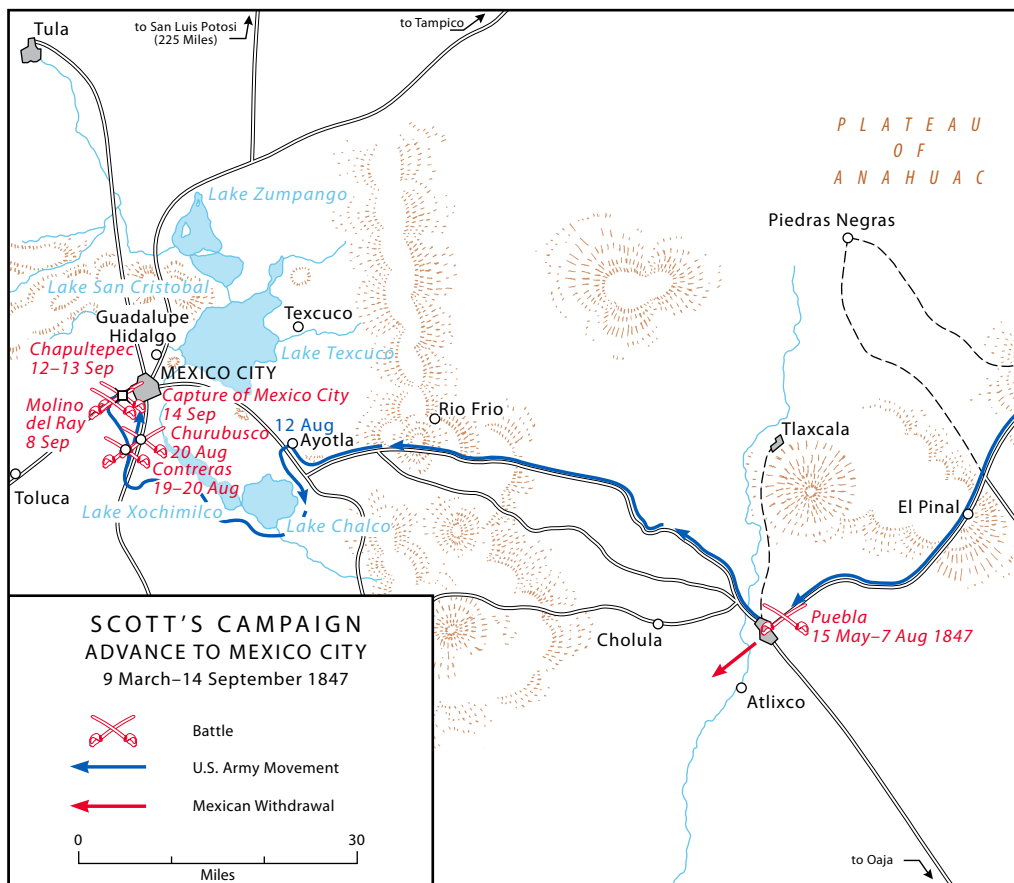 Tula
to San Luis Potosi
(225 Miles)
to Tampico
PLATEAU
OF
ANAHUAC
Lake Zumpango
Piedras Negras
Lake San Cristobal
Guadalupe
Hidalgo
Texcuco
Lake Texcuco
Chapultepec
12–13 Sep
MEXICO CITY
Capture of Mexico City
14 Sep
Molino
del Ray
8 Sep
Churubusco
20 Aug
Contreras
19–20 Aug
12 Aug
Ayotla
Rio Frio
Tlaxcala
Toluca
Lake Xochimilco
Lake Chalco
El Pinal
Puebla
15 May–7 Aug 1847
Cholula
Atlixco
SCOTT'S CAMPAIGN
ADVANCE TO MEXICO CITY
9 March–14 September 1847
Battle
U.S. Army Movement
Mexican Withdrawal
0 30
Miles
to Oaja